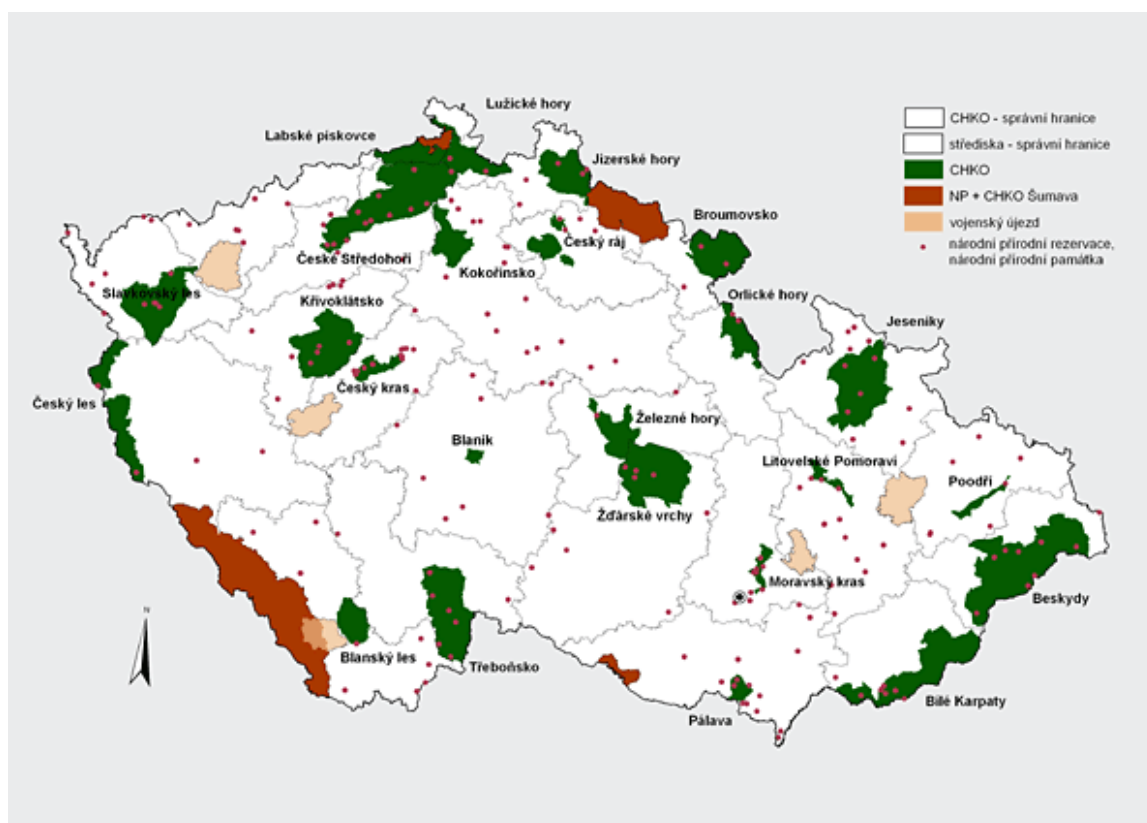 Lužické hory
Labské pískovce
Jizerské hory
Broumovsko
Český ráj
České Středohoří
Kokořínsko
Slavkovský les
Křivoklátsko
Orlické hory
Jeseníky
Český kras
Český les
Železné hory
Blaník
Litovelské Pomoraví
Poodří
Žďárské vrchy
Moravský kras
Beskydy
Blanský les
Třeboňsko
Bílé Karpaty
Pálava
N
CHKO - správní hranice
střediska - správní hranice
CHKO
NP + CHKO Šumava
vojenský újezd
národní přírodní rezervace,
národní přírodní památka